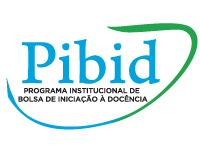 Pibid
PROGRAMA INSTITUCIONAL DE
BOLSA DE INICIAÇÃO À DOCÊNCIA